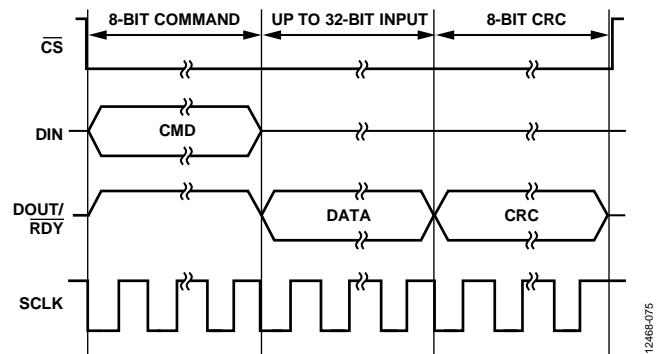 8-BIT COMMAND UP TO 32-BIT INPUT 8-BIT CRC
CS
DIN
CMD
DOUT/
RDY
DATA
CRC
SCLK
12468-075